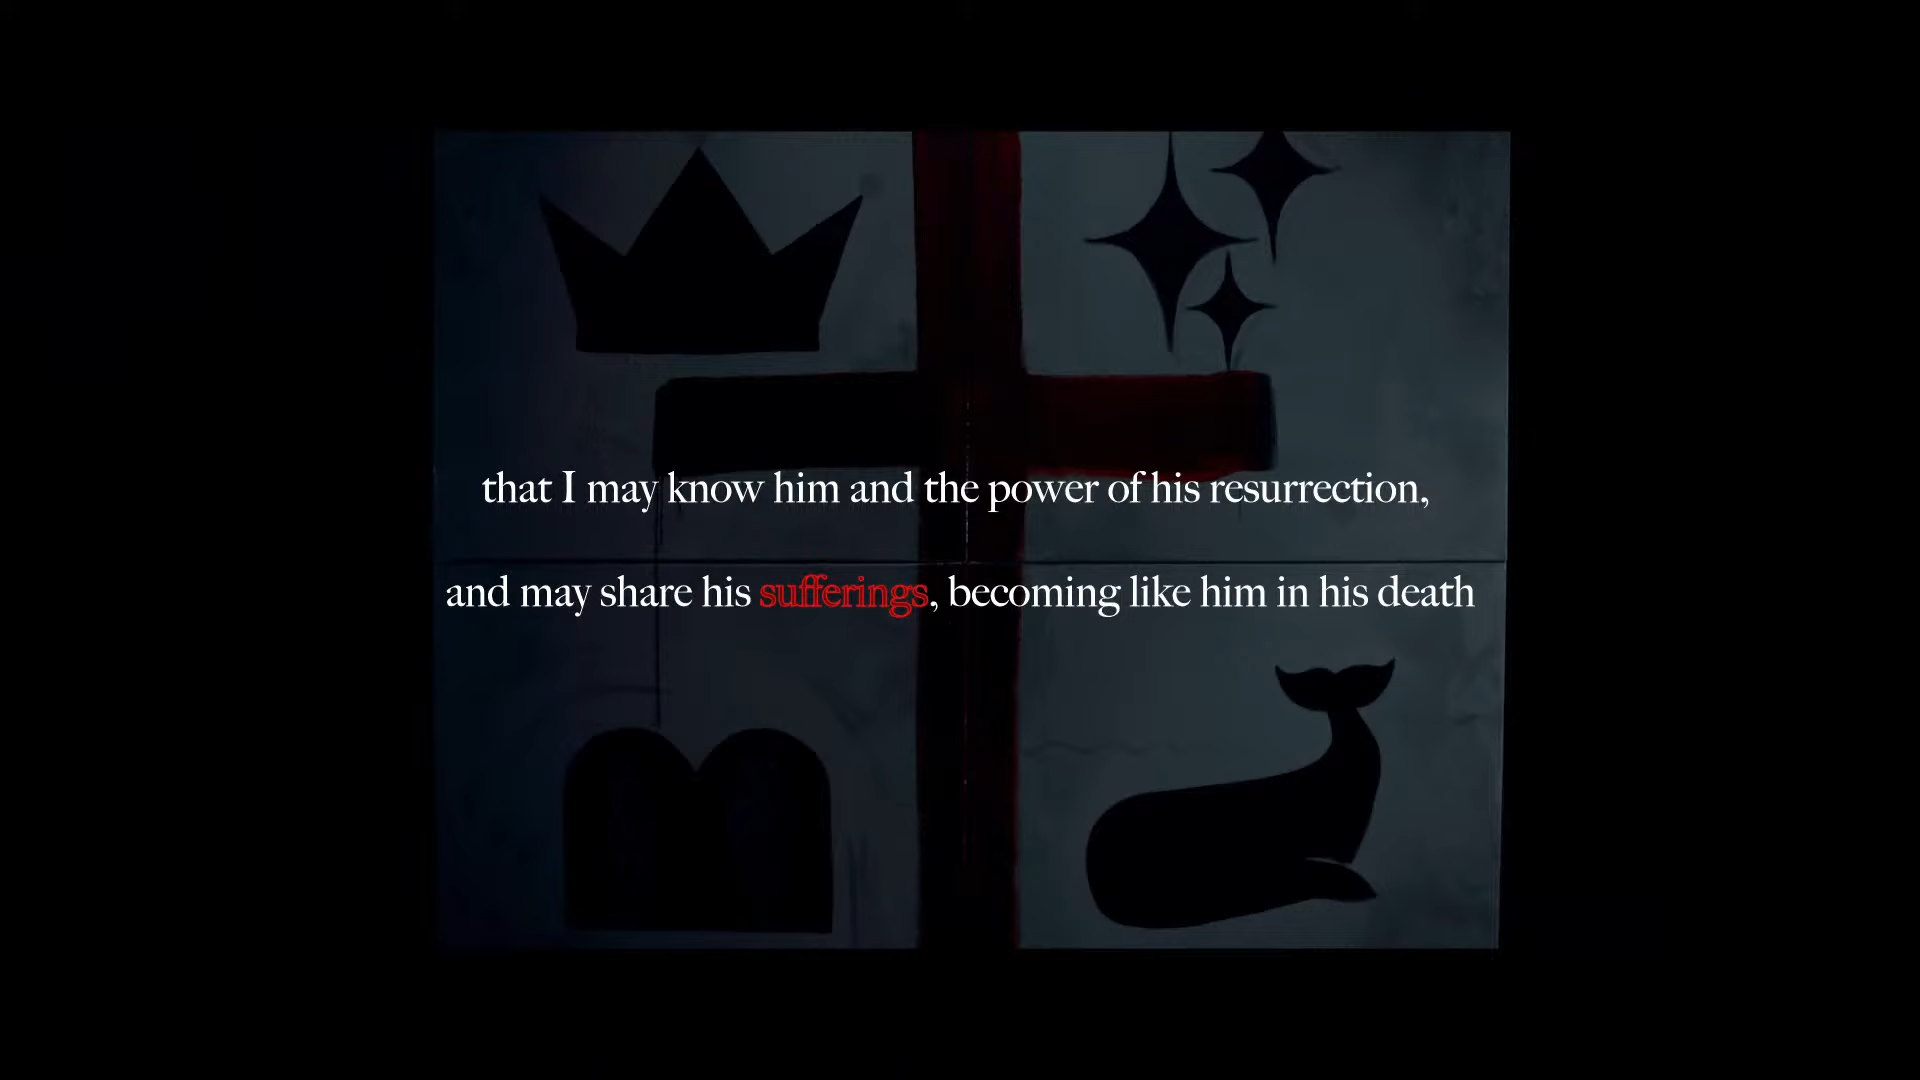 that I may know him and the power of his resurrection,
and may share his sufferings, becoming like him in his death